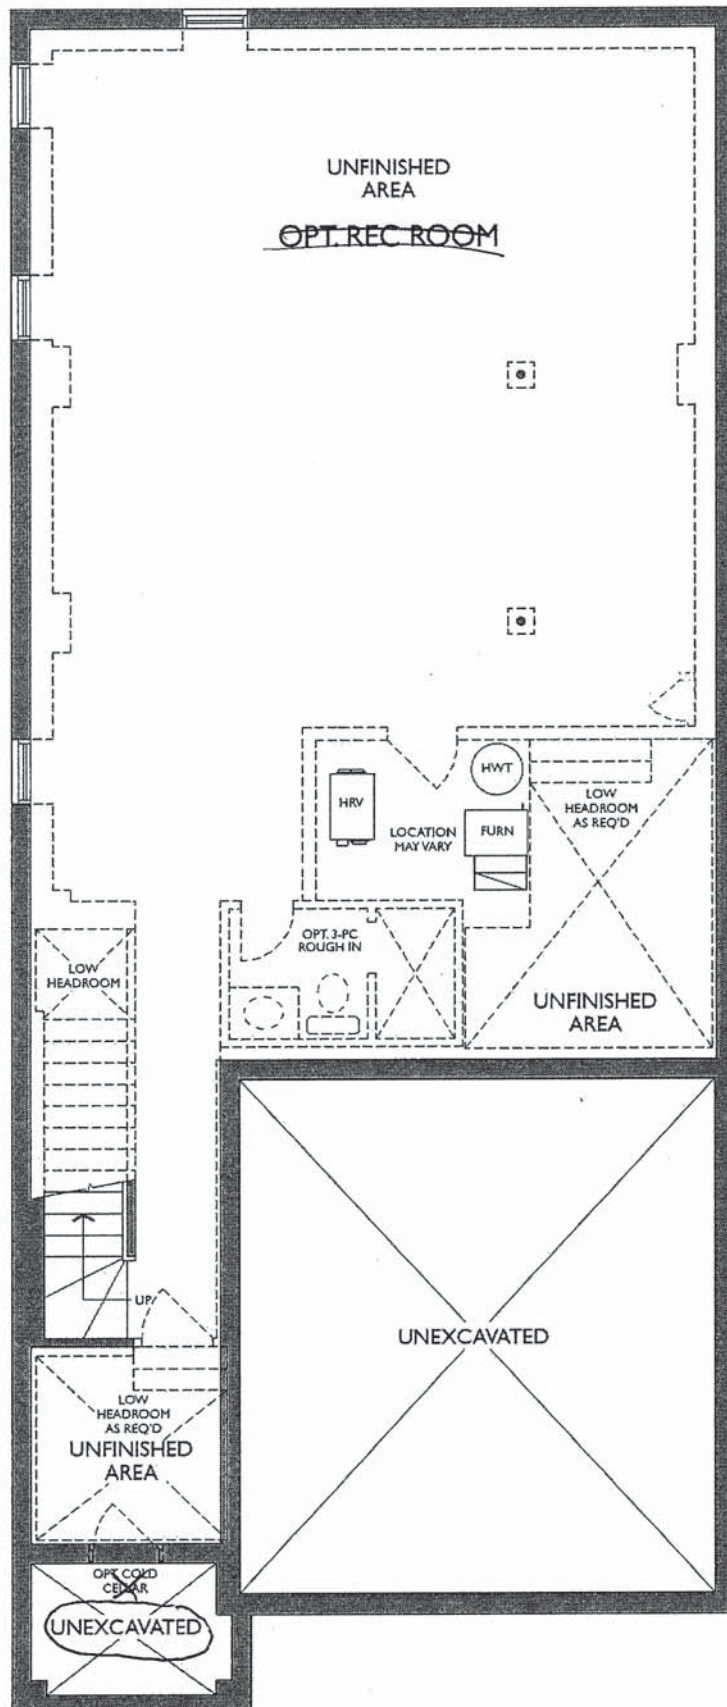 UNFINISHED
AREA
OPT. REC ROOM
HWT
HRV
LOCATION
MAY VARY
FURN
LOW
HEADROOM
AS REQ'D
OPT. 3-PC
ROUGH IN
LOW
HEADROOM
UNFINISHED
AREA
UP
UNEXCAVATED
LOW
HEADROOM
AS REQ'D
UNFINISHED
AREA
OPT COLD
CELLAR
UNEXCAVATED